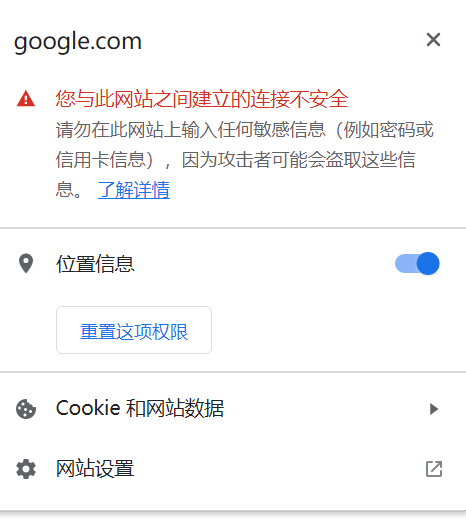 google.com
您与此网站之间建立的连接不安全
请勿在此网站上输入任何敏感信息（例如密码或
信用卡信息），因为攻击者可能会盗取这些信
息。 了解详情
位置信息
重置这项权限
Cookie 和网站数据
网站设置